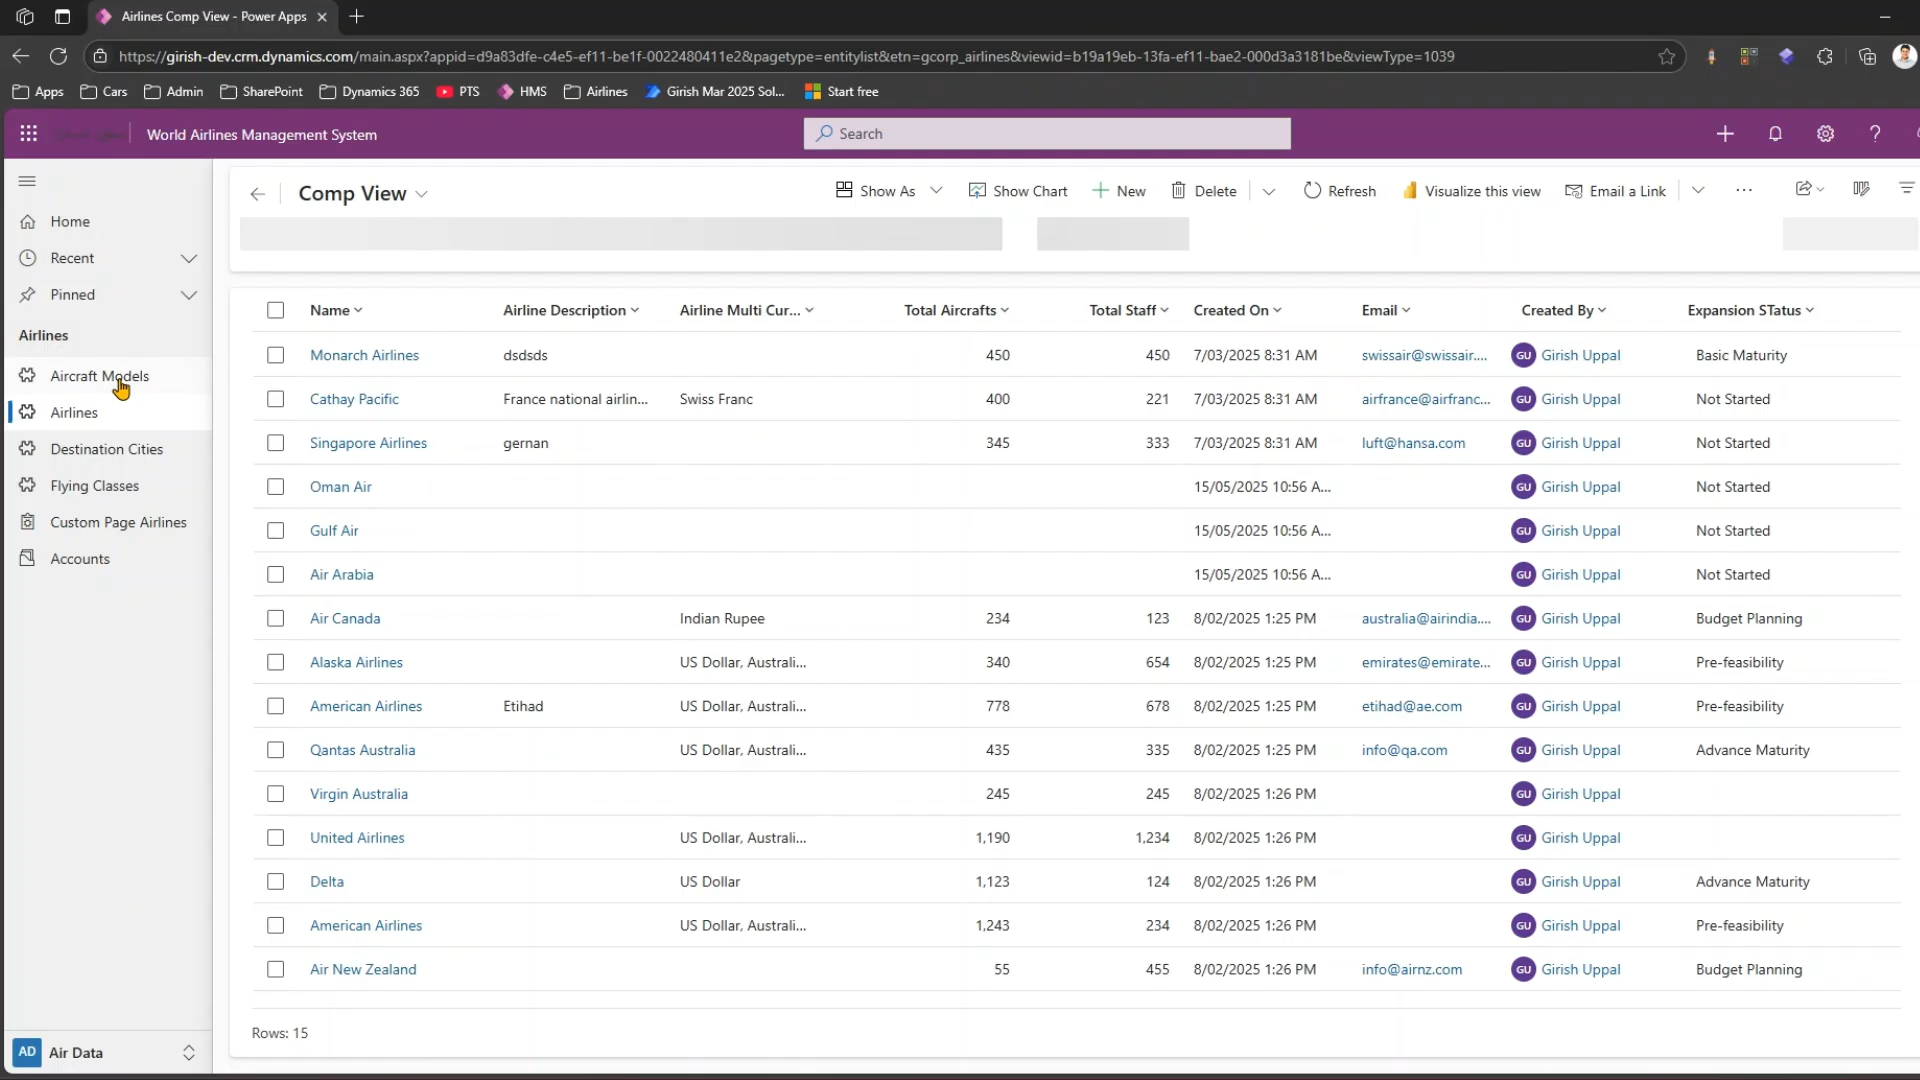 Airlines Comp View - Power Apps
https://girish-dev.crm.dynamics.com/main.aspx?appid=d9a83dfe-c4e5-ef11-be1f-0022480411e2&pagetype=entitylist&etn=gcorp_airlines&viewid=b19a19eb-13fa-ef11-bae2-000d3a3181be&viewType=1039
Apps Cars Admin SharePoint Dynamics 365 PTS HMS Airlines Girish Mar 2025 Sol... Start free
World Airlines Management System
Search
Home
Recent
Pinned
Airlines
Aircraft Models
Airlines
Destination Cities
Flying Classes
Custom Page Airlines
Accounts
AD Air Data
Comp View
Show As Show Chart New Delete Refresh Visualize this view Email a Link
Name Airline Description Airline Multi Cur... Total Aircrafts Total Staff Created On Email Created By Expansion STatus
Monarch Airlines dsdsds 450 450 7/03/2025 8:31 AM swissair@swissair.... GU Girish Uppal Basic Maturity
Cathay Pacific France national airlin... Swiss Franc 400 221 7/03/2025 8:31 AM airfrance@airfranc... GU Girish Uppal Not Started
Singapore Airlines gernan 345 333 7/03/2025 8:31 AM luft@hansa.com GU Girish Uppal Not Started
Oman Air 15/05/2025 10:56 A... GU Girish Uppal Not Started
Gulf Air 15/05/2025 10:56 A... GU Girish Uppal Not Started
Air Arabia 15/05/2025 10:56 A... GU Girish Uppal Not Started
Air Canada Indian Rupee 234 123 8/02/2025 1:25 PM australia@airindia.... GU Girish Uppal Budget Planning
Alaska Airlines US Dollar, Australi... 340 654 8/02/2025 1:25 PM emirates@emirate... GU Girish Uppal Pre-feasibility
American Airlines Etihad US Dollar, Australi... 778 678 8/02/2025 1:25 PM etihad@ae.com GU Girish Uppal Pre-feasibility
Qantas Australia US Dollar, Australi... 435 335 8/02/2025 1:25 PM info@qa.com GU Girish Uppal Advance Maturity
Virgin Australia 245 245 8/02/2025 1:26 PM GU Girish Uppal
United Airlines US Dollar, Australi... 1,190 1,234 8/02/2025 1:26 PM GU Girish Uppal
Delta US Dollar 1,123 124 8/02/2025 1:26 PM GU Girish Uppal Advance Maturity
American Airlines US Dollar, Australi... 1,243 234 8/02/2025 1:26 PM GU Girish Uppal Pre-feasibility
Air New Zealand 55 455 8/02/2025 1:26 PM info@airnz.com GU Girish Uppal Budget Planning
Rows: 15